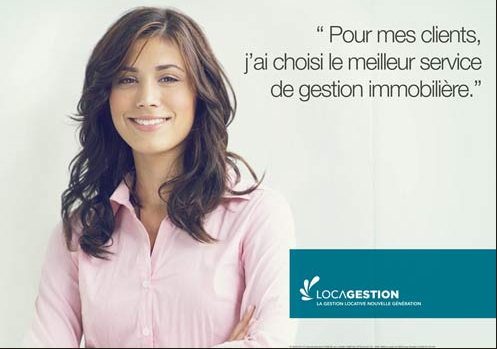 “ Pour mes clients,
j’ai choisi le meilleur service
de gestion immobilière.”
LOCAGESTION
LA GESTION LOCATIVE NOUVELLE GÉNÉRATION